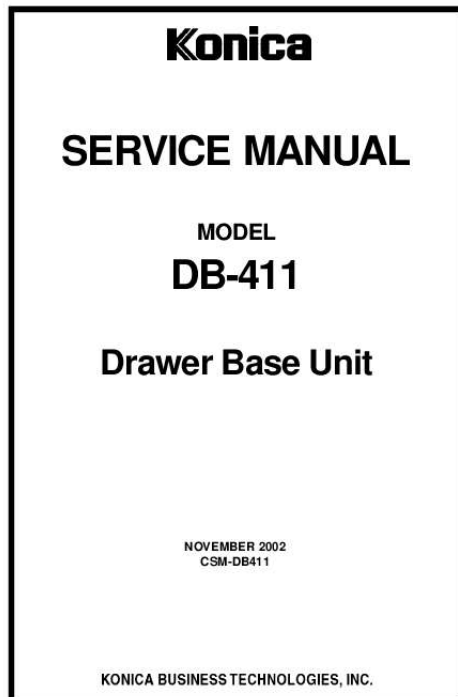 Konica
SERVICE MANUAL
MODEL
DB-411
Drawer Base Unit
NOVEMBER 2002
CSM-DB411
KONICA BUSINESS TECHNOLOGIES, INC.